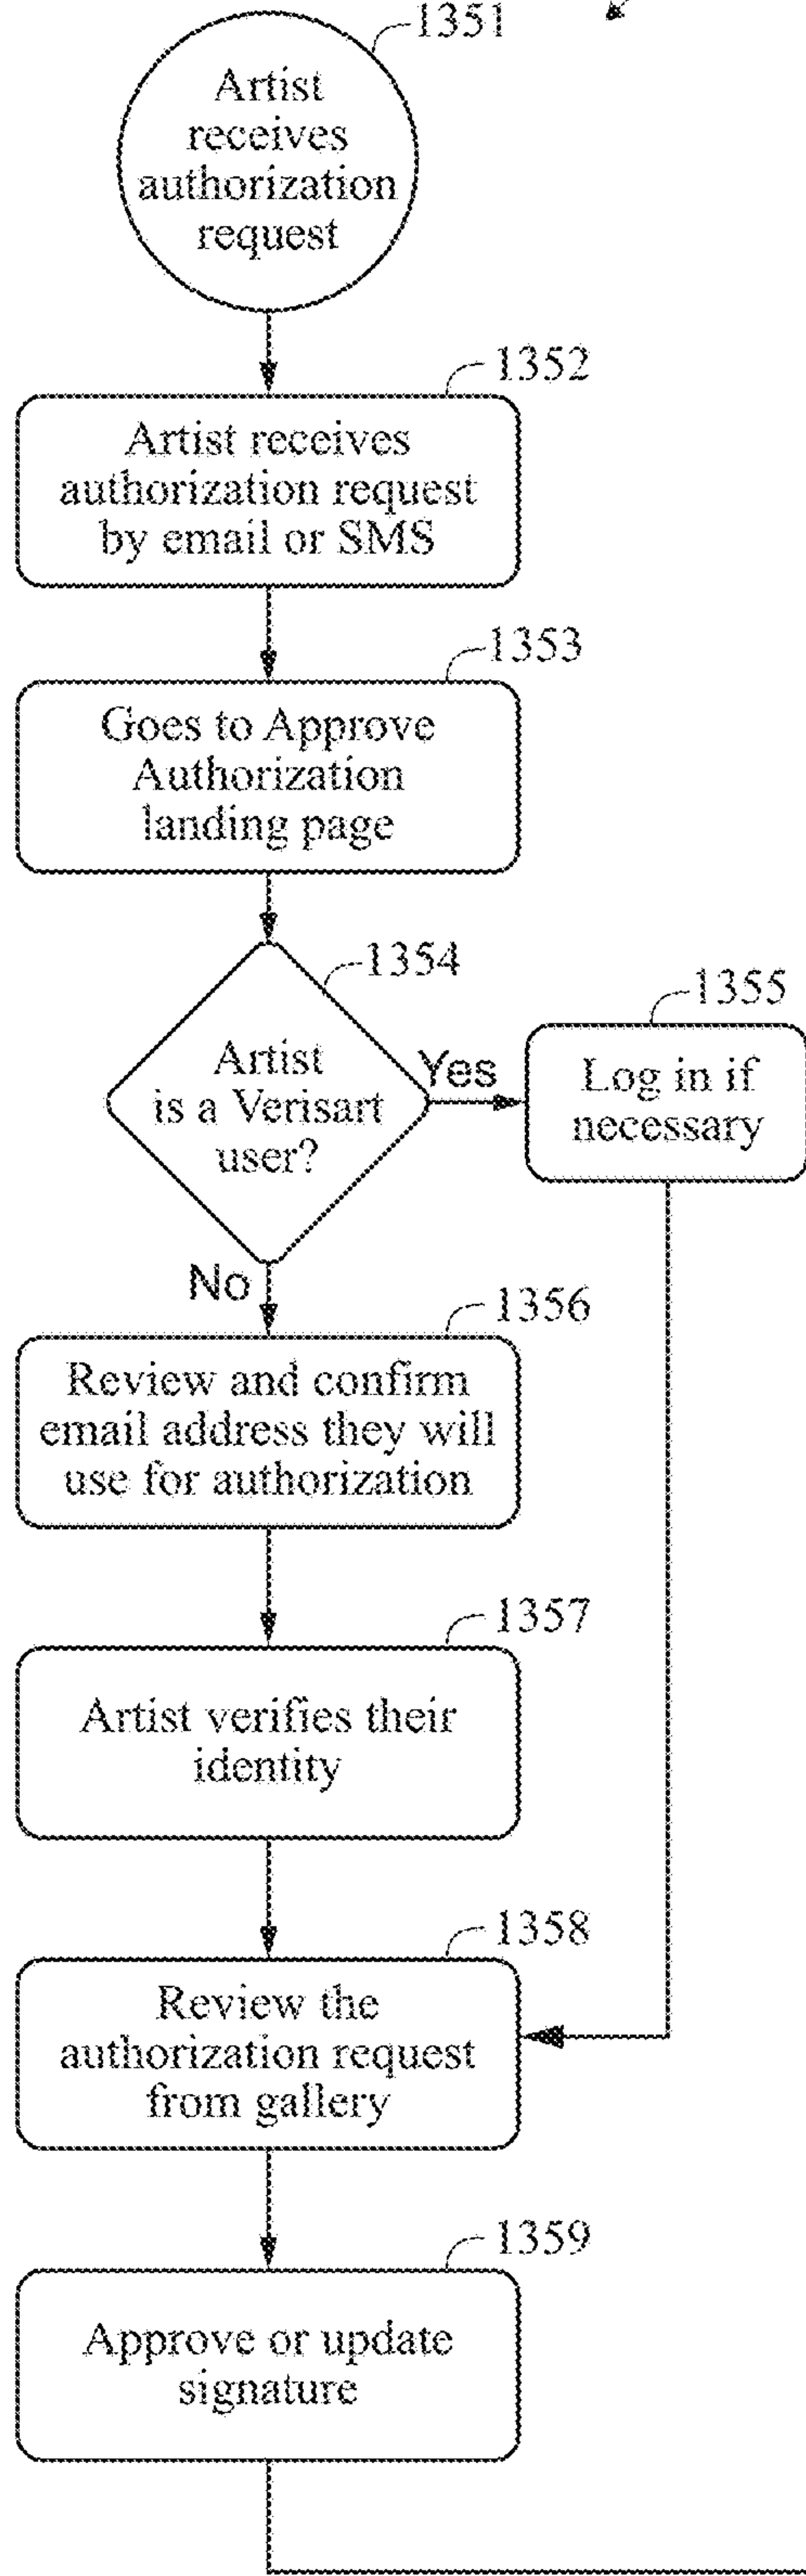 1351
Artist
receives
authorization
request
1352
Artist receives
authorization request
by email or SMS
1353
Goes to Approve
Authorization
landing page
1354
Artist
is a Verisart
user?
Yes
1355
Log in if
necessary
No
1356
Review and confirm
email address they will
use for authorization
1357
Artist verifies their
identity
1358
Review the
authorization request
from gallery
1359
Approve or update
signature